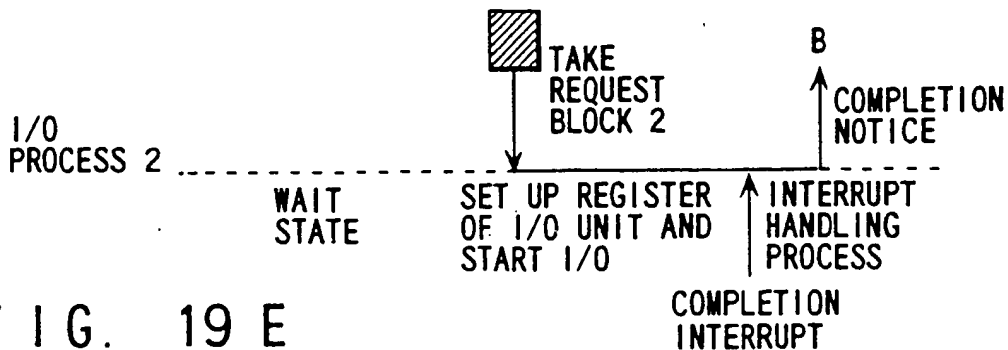 B
TAKE
REQUEST
BLOCK 2
COMPLETION
NOTICE
I/O
PROCESS 2
WAIT
STATE
SET UP REGISTER
OF I/O UNIT AND
START I/O
INTERRUPT
HANDLING
PROCESS
COMPLETION
INTERRUPT
FIG. 19 E